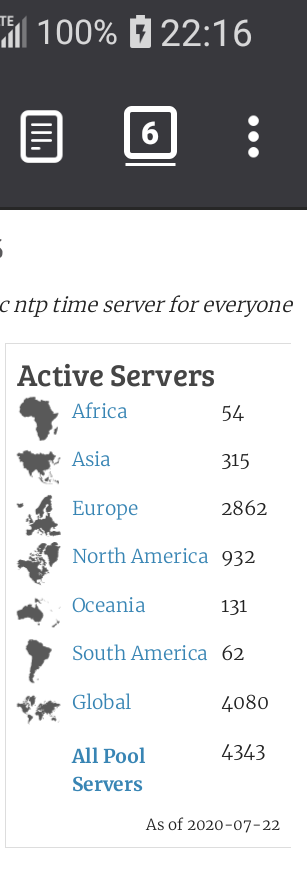 TE 100% 22:16
6
c ntp time server for everyone
Active Servers
Africa 54
Asia 315
Europe 2862
North America 932
Oceania 131
South America 62
Global 4080
All Pool 4343
Servers
As of 2020-07-22